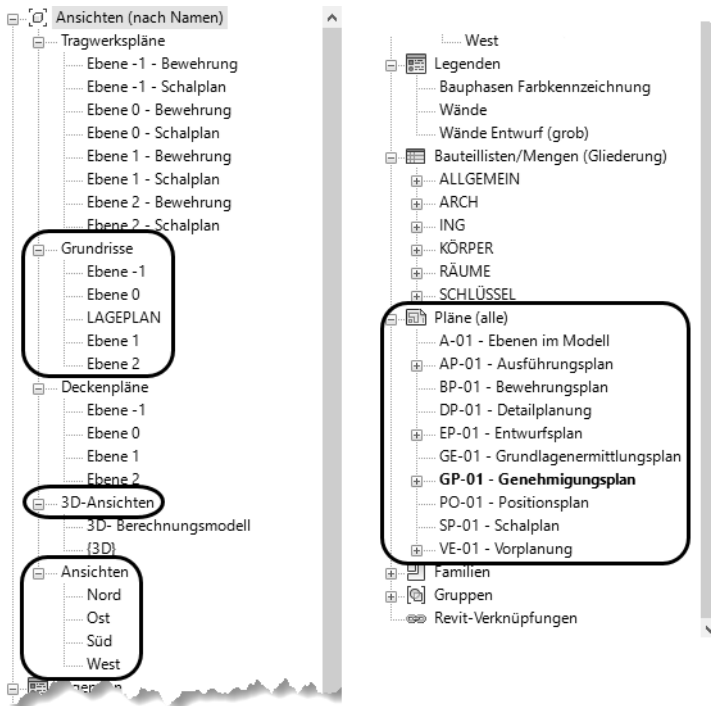 Ansichten (nach Namen)
Tragwerkspläne
Ebene -1 - Bewehrung
Ebene -1 - Schalplan
Ebene 0 - Bewehrung
Ebene 0 - Schalplan
Ebene 1 - Bewehrung
Ebene 1 - Schalplan
Ebene 2 - Bewehrung
Ebene 2 - Schalplan
Grundrisse
Ebene -1
Ebene 0
LAGEPLAN
Ebene 1
Ebene 2
Deckenpläne
Ebene -1
Ebene 0
Ebene 1
Ebene 2
3D-Ansichten
3D- Berechnungsmodell
{3D}
Ansichten
Nord
Ost
Süd
West
West
Legenden
Bauphasen Farbkennzeichnung
Wände
Wände Entwurf (grob)
Bauteillisten/Mengen (Gliederung)
ALLGEMEIN
ARCH
ING
KÖRPER
RÄUME
SCHLÜSSEL
Pläne (alle)
A-01 - Ebenen im Modell
AP-01 - Ausführungsplan
BP-01 - Bewehrungsplan
DP-01 - Detailplanung
EP-01 - Entwurfsplan
GE-01 - Grundlagenermittlungsplan
GP-01 - Genehmigungsplan
PO-01 - Positionsplan
SP-01 - Schalplan
VE-01 - Vorplanung
Familien
Gruppen
Revit-Verknüpfungen